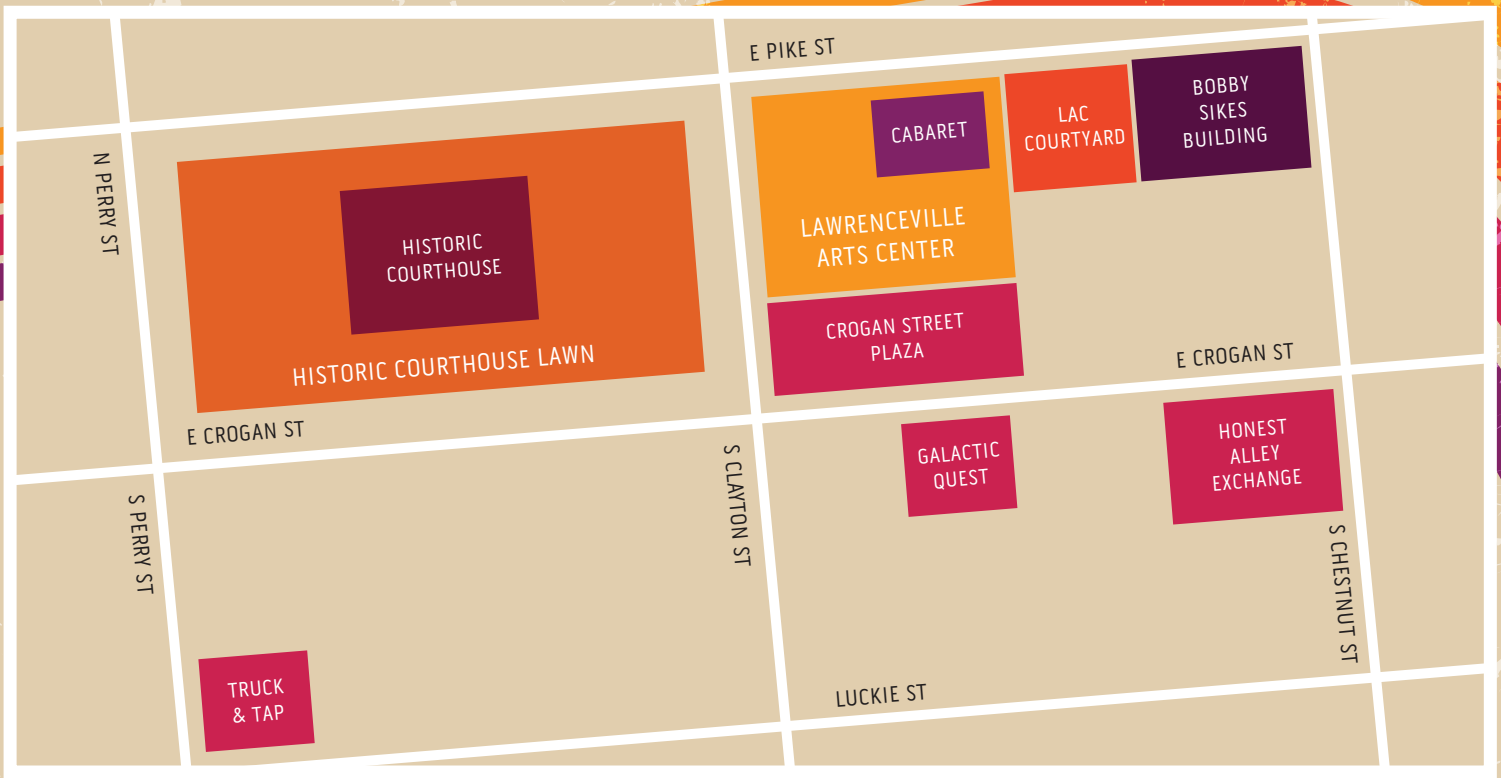 E PIKE ST
BOBBY
SIKES
BUILDING
LAC
COURTYARD
CABARET
N PERRY ST
LAWRENCEVILLE
ARTS CENTER
HISTORIC
COURTHOUSE
HISTORIC COURTHOUSE LAWN
CROGAN STREET
PLAZA
E CROGAN ST
E CROGAN ST
GALACTIC
QUEST
HONEST
ALLEY
EXCHANGE
S PERRY ST
S CLAYTON ST
S CHESTNUT ST
TRUCK
& TAP
LUCKIE ST